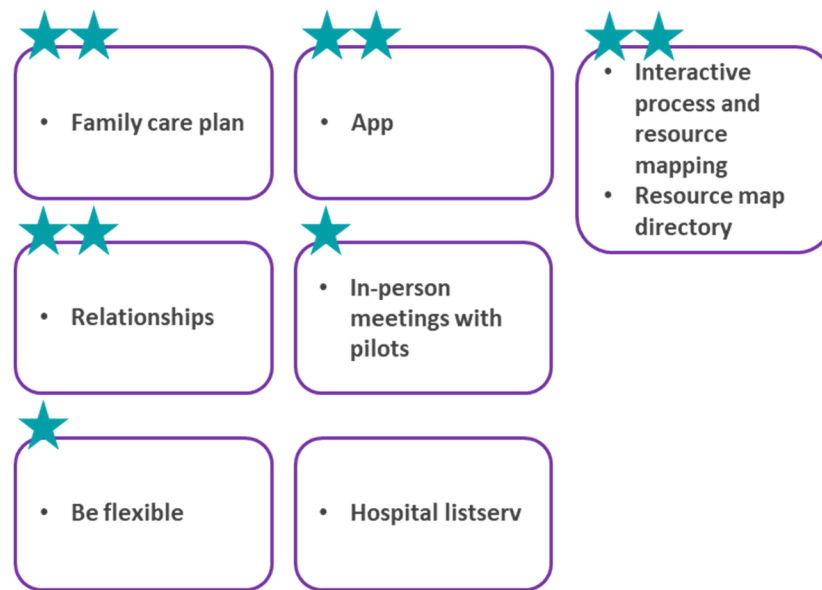 • Family care plan
• App
• Interactive
process and
resource
mapping
• Resource map
directory
• Relationships
• In-person
meetings with
pilots
• Be flexible
• Hospital listserv